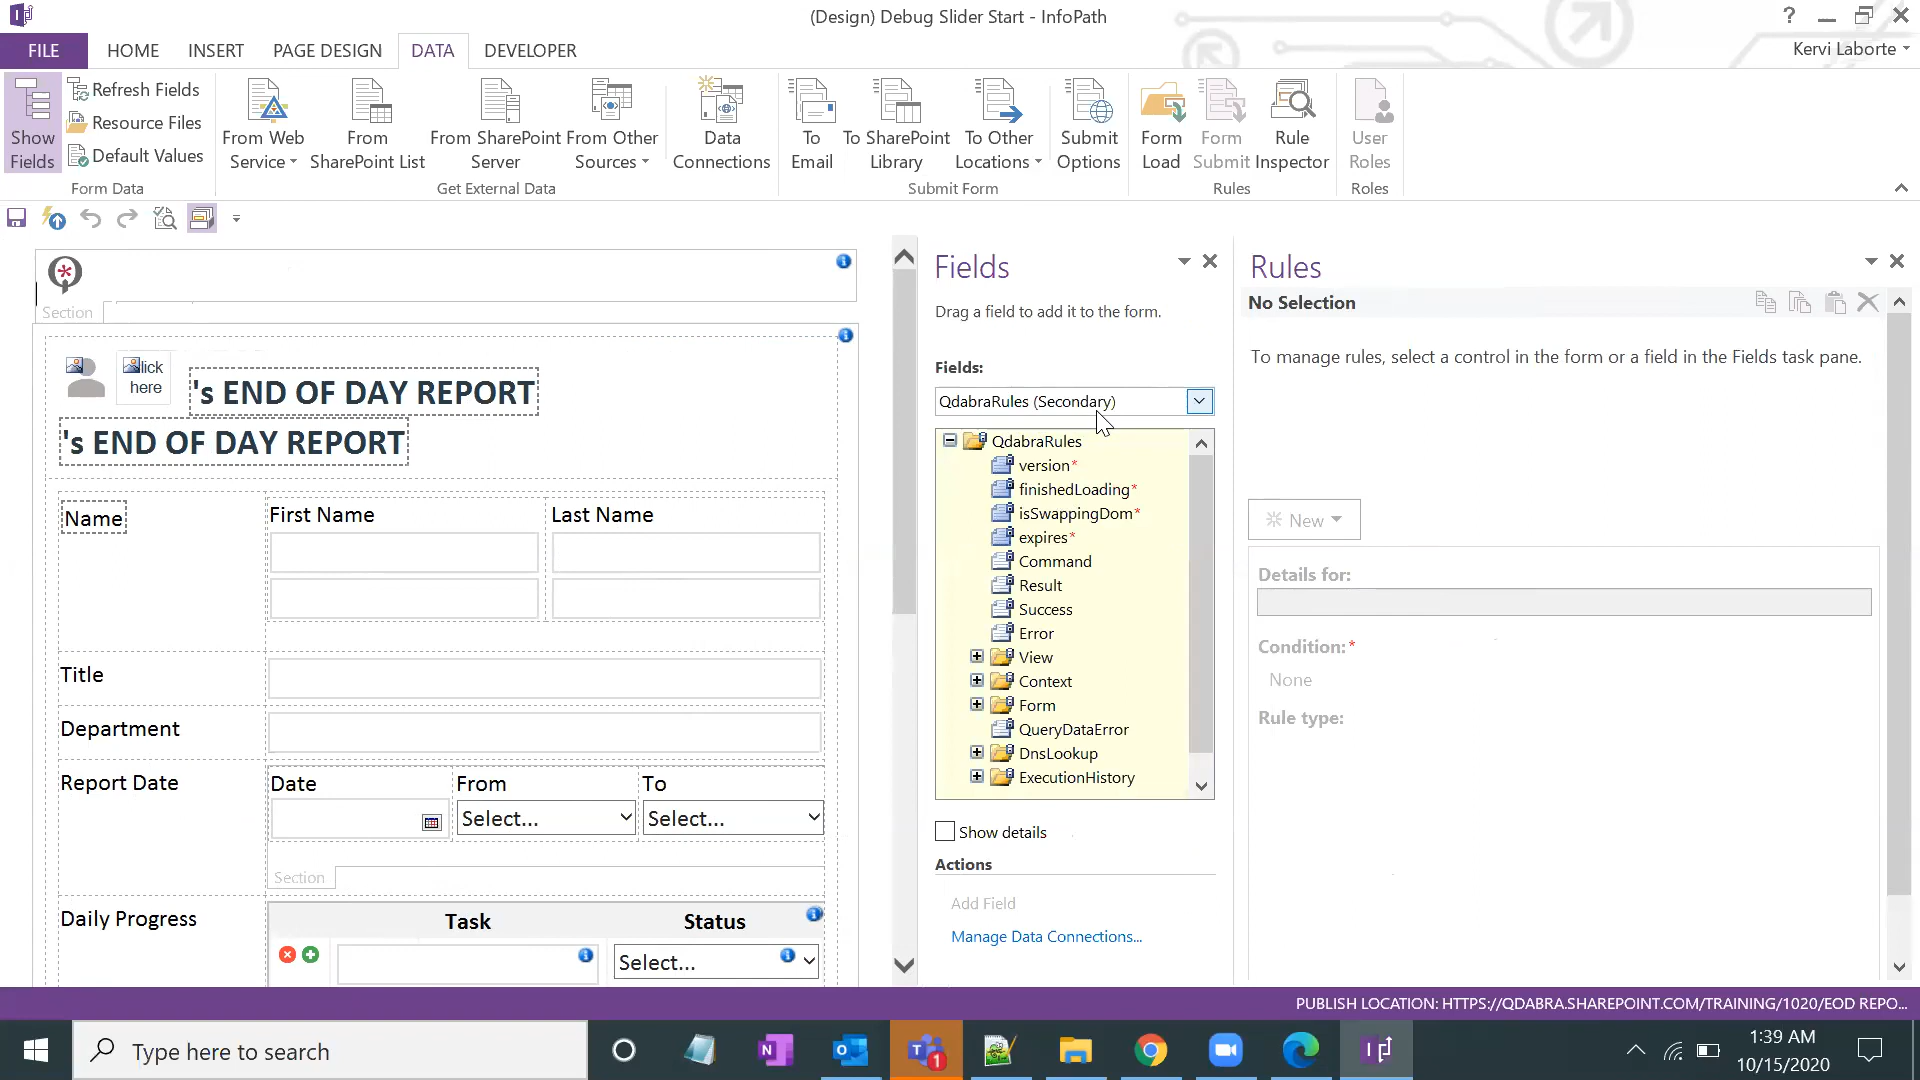 (Design) Debug Slider Start - InfoPath
?
FILE HOME INSERT PAGE DESIGN DATA DEVELOPER
Kervi Laborte
Show Fields
Refresh Fields
Resource Files
Default Values
Form Data
From Web Service
From SharePoint List
From SharePoint Server
From Other Sources
Data Connections
Get External Data
To Email
To SharePoint Library
To Other Locations
Submit Options
Submit Form
Form Load
Form Submit
Rule Inspector
Rules
User Roles
Roles
Section
lick here
's END OF DAY REPORT
's END OF DAY REPORT
Name
First Name
Last Name
Title
Department
Report Date
Date
From
To
Select...
Select...
Section
Daily Progress
Task
Status
Select...
Fields
Drag a field to add it to the form.
Fields:
QdabraRules (Secondary)
QdabraRules
version*
finishedLoading*
isSwappingDom*
expires*
Command
Result
Success
Error
View
Context
Form
QueryDataError
DnsLookup
ExecutionHistory
Show details
Actions
Add Field
Manage Data Connections...
Rules
No Selection
To manage rules, select a control in the form or a field in the Fields task pane.
New
Details for:
Condition:*
None
Rule type:
PUBLISH LOCATION: HTTPS://QDABRA.SHAREPOINT.COM/TRAINING/1020/EOD REPO...
Type here to search
1
1:39 AM
10/15/2020